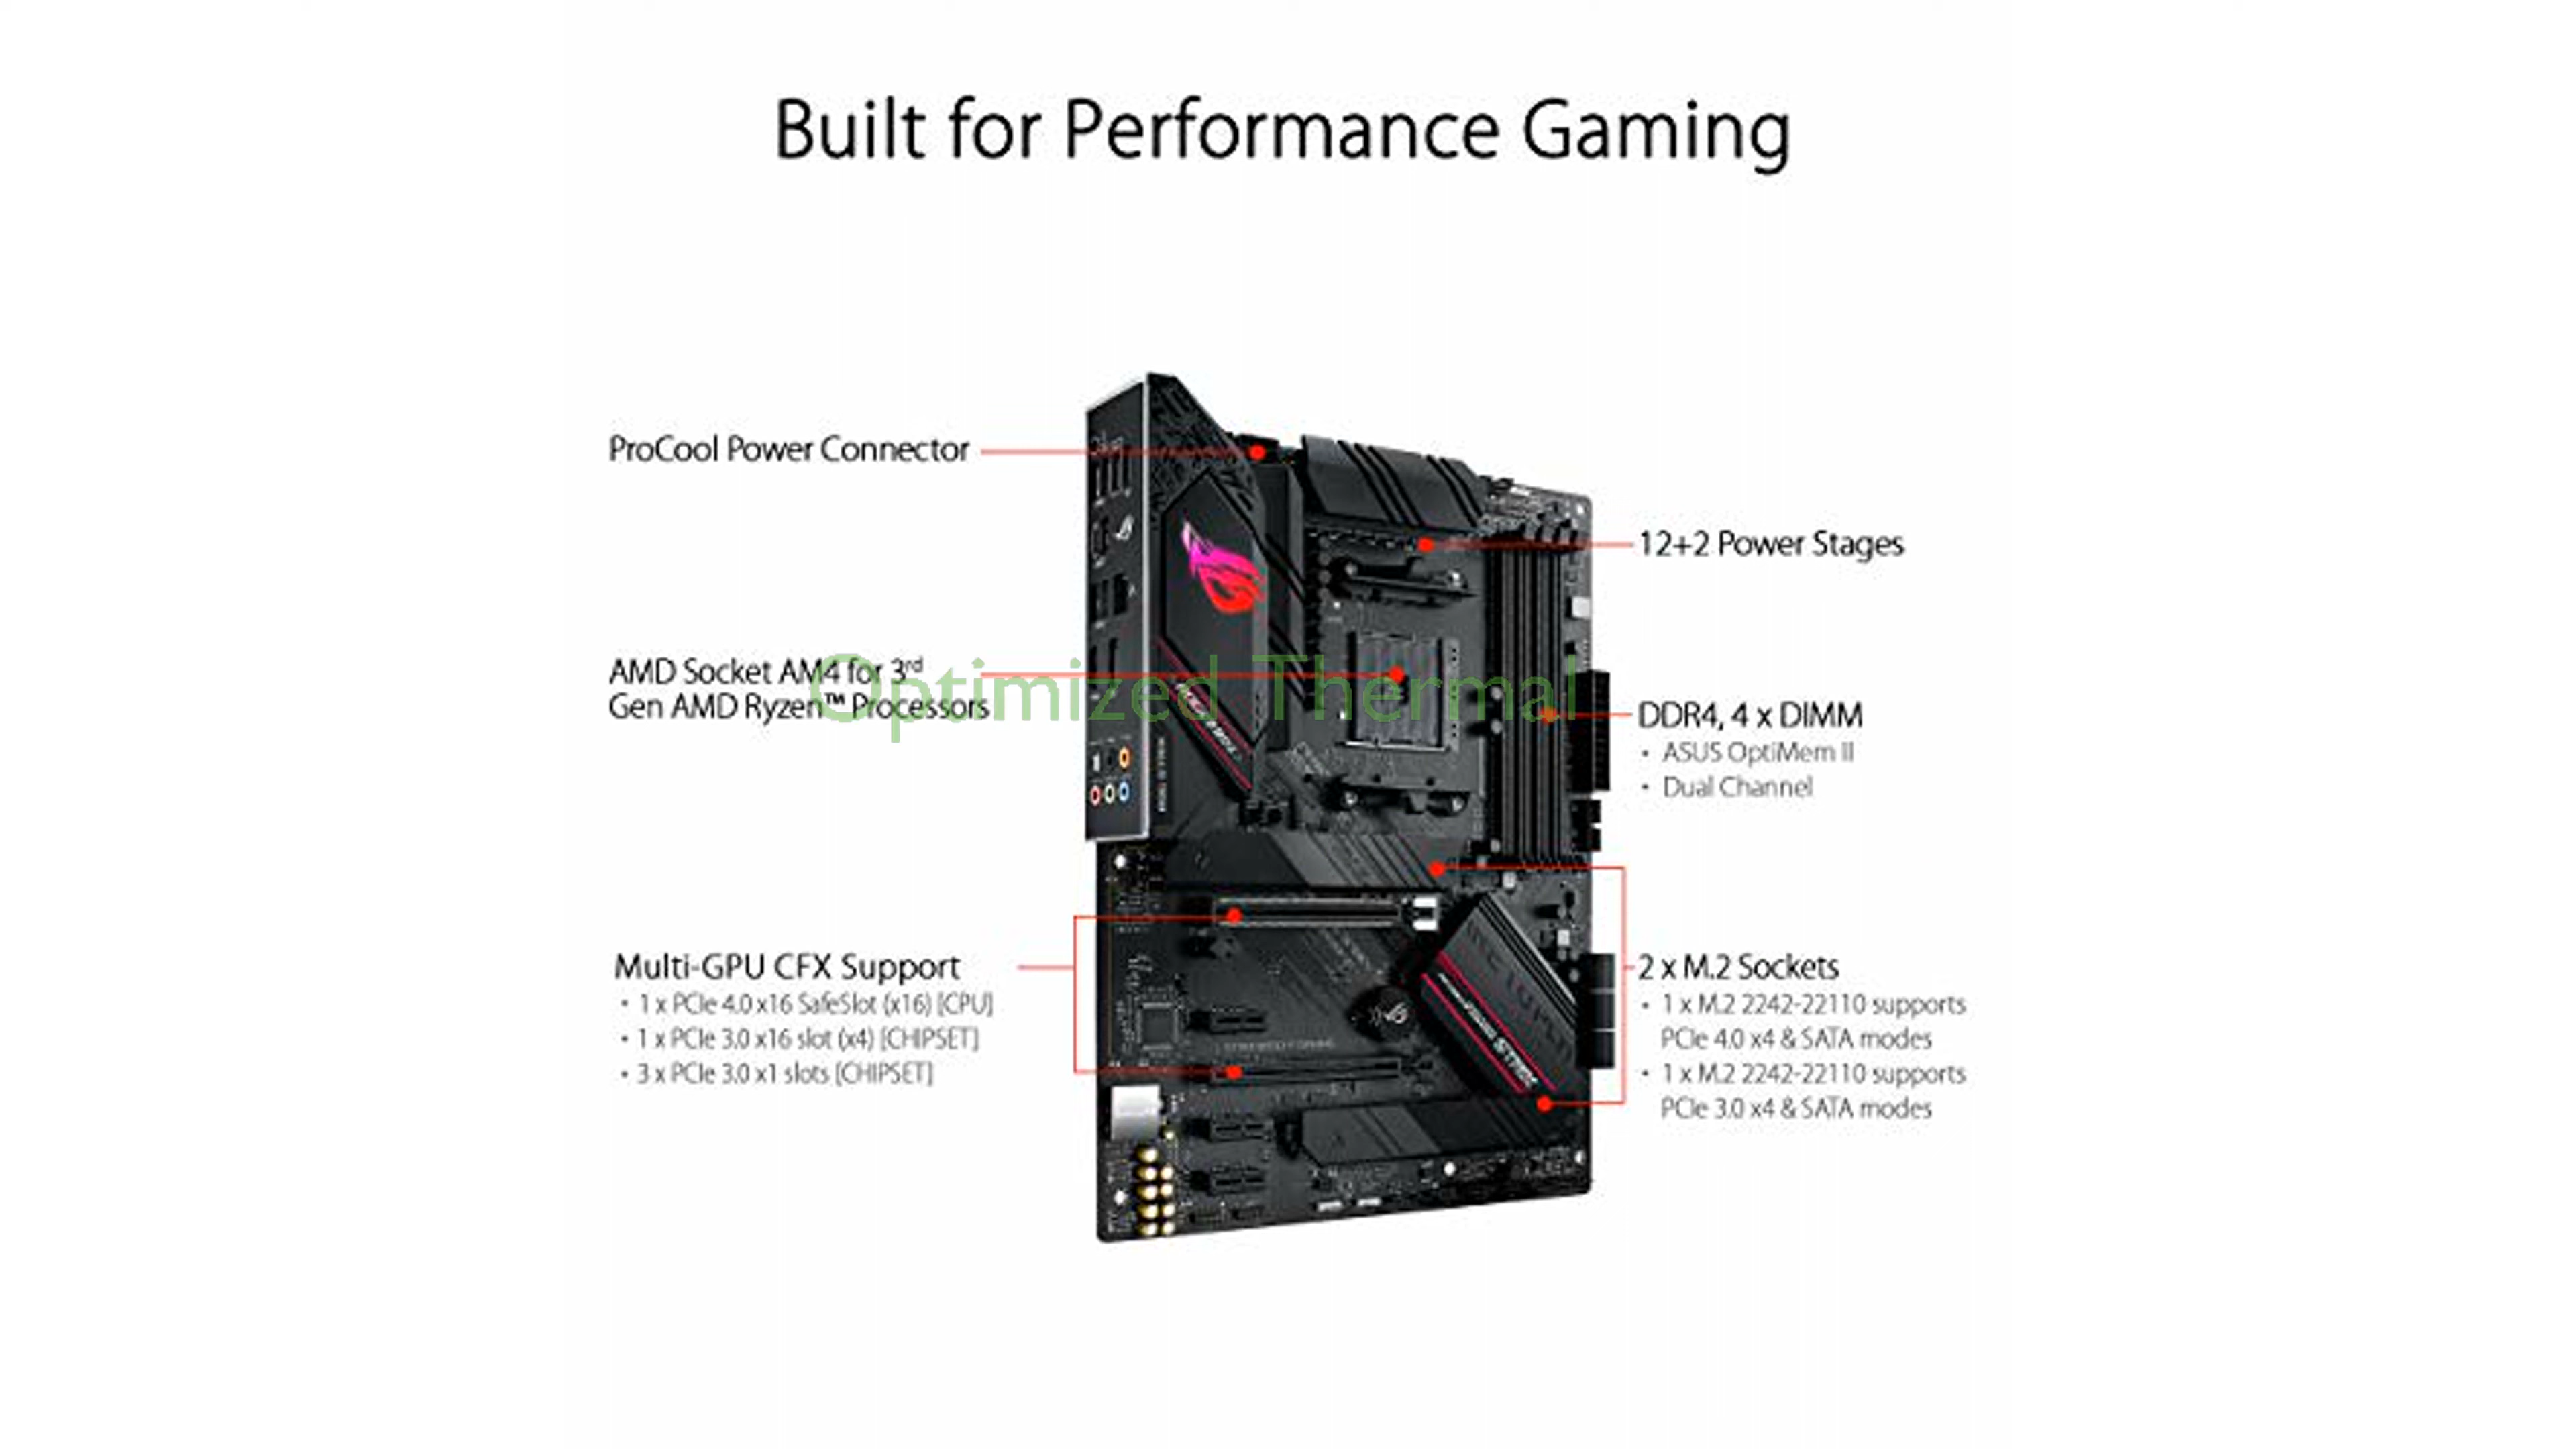 Built for Performance Gaming
ProCool Power Connector
12+2 Power Stages
AMD Socket AM4 for 3rd
Gen AMD Ryzen™ Processors
Optimized Thermal
DDR4, 4 x DIMM
• ASUS OptiMem II
• Dual Channel
Multi-GPU CFX Support
• 1 x PCIe 4.0 x16 SafeSlot (x16) [CPU]
• 1 x PCIe 3.0 x16 slot (x4) [CHIPSET]
• 3 x PCIe 3.0 x1 slots [CHIPSET]
2 x M.2 Sockets
• 1 x M.2 2242-22110 supports
PCIe 4.0 x4 & SATA modes
• 1 x M.2 2242-22110 supports
PCIe 3.0 x4 & SATA modes
STRIX